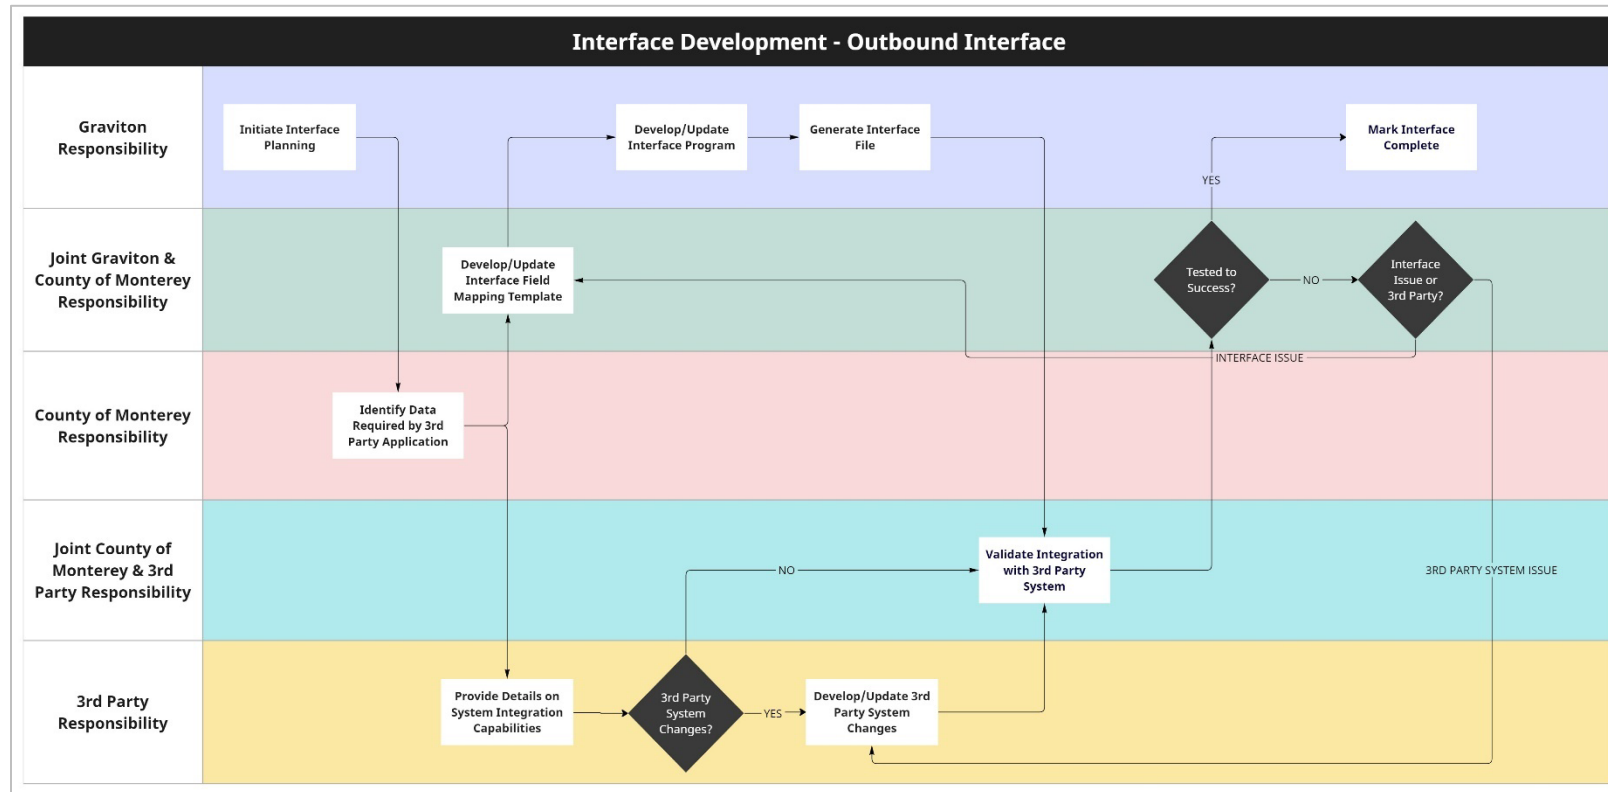 Interface Development - Outbound Interface
Graviton
Responsibility
Initiate Interface
Planning
Develop/Update
Interface Program
Generate Interface
File
Mark Interface
Complete
YES
Joint Graviton &
County of Monterey
Responsibility
Develop/Update
Interface Field
Mapping Template
Tested to
Success?
NO
Interface
Issue or
3rd Party?
INTERFACE ISSUE
County of Monterey
Responsibility
Identify Data
Required by 3rd
Party Application
Joint County of
Monterey & 3rd
Party Responsibility
NO
Validate Integration
with 3rd Party
System
3RD PARTY SYSTEM ISSUE
3rd Party
Responsibility
Provide Details on
System Integration
Capabilities
3rd Party
System
Changes?
YES
Develop/Update 3rd
Party System
Changes